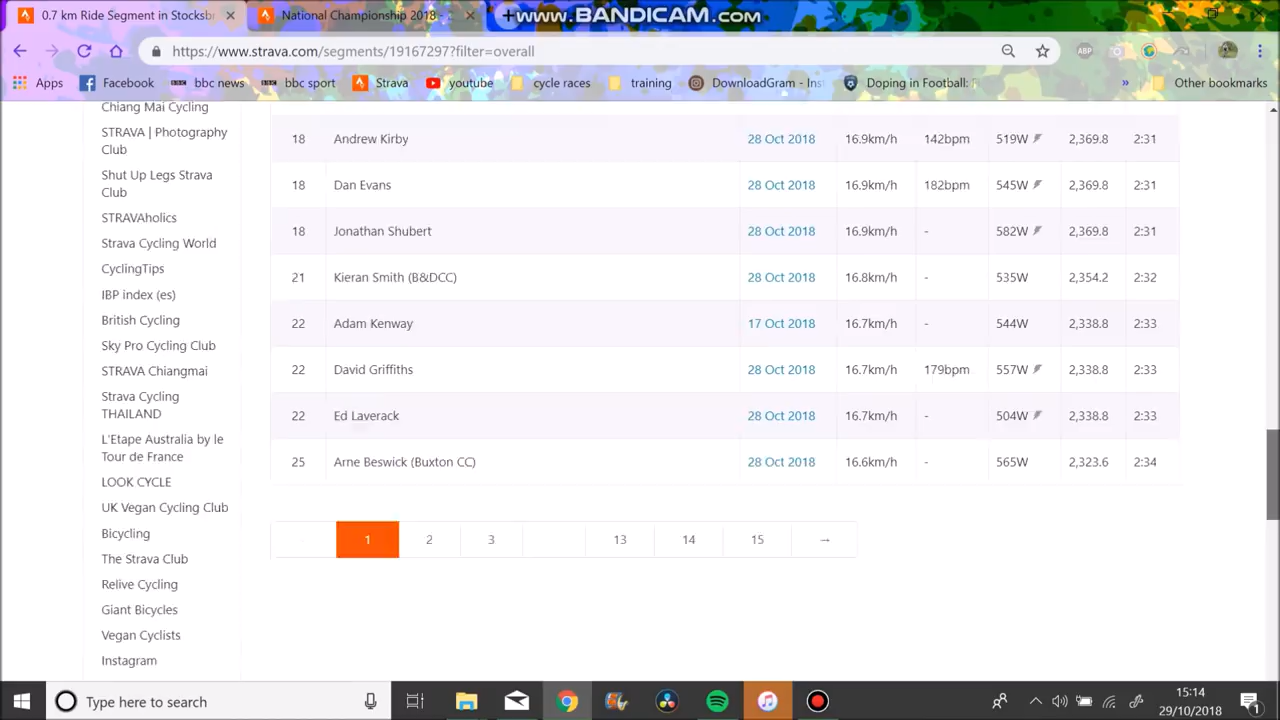 0.7 km Ride Segment in Stocksb
National Championship 2018 -
www.BANDICAM.com
https://www.strava.com/segments/19167297?filter=overall
ABP
Apps
Facebook
bbc news
bbc sport
Strava
youtube
cycle races
training
DownloadGram - Inst
Doping in Football:
»
Other bookmarks
Chiang Mai Cycling
STRAVA | Photography
Club
Shut Up Legs Strava
Club
STRAVAholics
Strava Cycling World
CyclingTips
IBP index (es)
British Cycling
Sky Pro Cycling Club
STRAVA Chiangmai
Strava Cycling
THAILAND
L'Etape Australia by le
Tour de France
LOOK CYCLE
UK Vegan Cycling Club
Bicycling
The Strava Club
Relive Cycling
Giant Bicycles
Vegan Cyclists
Instagram
18 Andrew Kirby 28 Oct 2018 16.9km/h 142bpm 519W 2,369.8 2:31
18 Dan Evans 28 Oct 2018 16.9km/h 182bpm 545W 2,369.8 2:31
18 Jonathan Shubert 28 Oct 2018 16.9km/h - 582W 2,369.8 2:31
21 Kieran Smith (B&DCC) 28 Oct 2018 16.8km/h - 535W 2,354.2 2:32
22 Adam Kenway 17 Oct 2018 16.7km/h - 544W 2,338.8 2:33
22 David Griffiths 28 Oct 2018 16.7km/h 179bpm 557W 2,338.8 2:33
22 Ed Laverack 28 Oct 2018 16.7km/h - 504W 2,338.8 2:33
25 Arne Beswick (Buxton CC) 28 Oct 2018 16.6km/h - 565W 2,323.6 2:34
1 2 3 13 14 15 →
Type here to search
15:14
29/10/2018
1